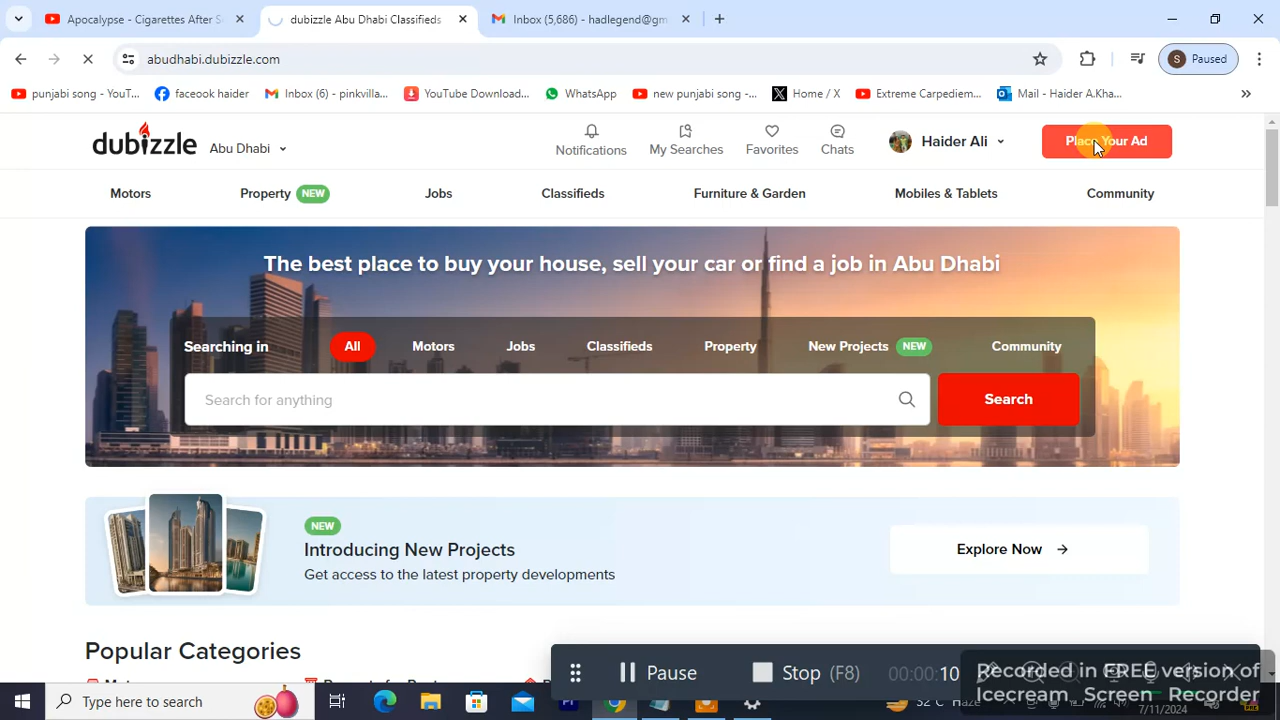 Apocalypse - Cigarettes After S
dubizzle Abu Dhabi Classifieds
Inbox (5,686) - hadlegend@gm
abudhabi.dubizzle.com
S Paused
punjabi song - YouT...
faceook haider
Inbox (6) - pinkvilla...
YouTube Download...
WhatsApp
new punjabi song -...
Home / X
Extreme Carpediem...
Mail - Haider A.Kha...
dubizzle
Abu Dhabi
Notifications
My Searches
Favorites
Chats
Haider Ali
Place Your Ad
Motors
Property NEW
Jobs
Classifieds
Furniture & Garden
Mobiles & Tablets
Community
The best place to buy your house, sell your car or find a job in Abu Dhabi
Searching in
All
Motors
Jobs
Classifieds
Property
New Projects NEW
Community
Search for anything
Search
NEW
Introducing New Projects
Get access to the latest property developments
Explore Now
Popular Categories
Pause
Stop (F8)
00:00:10
Recorded in FREE version of
Icecream Screen Recorder
Type here to search
32°C Haze
7/11/2024